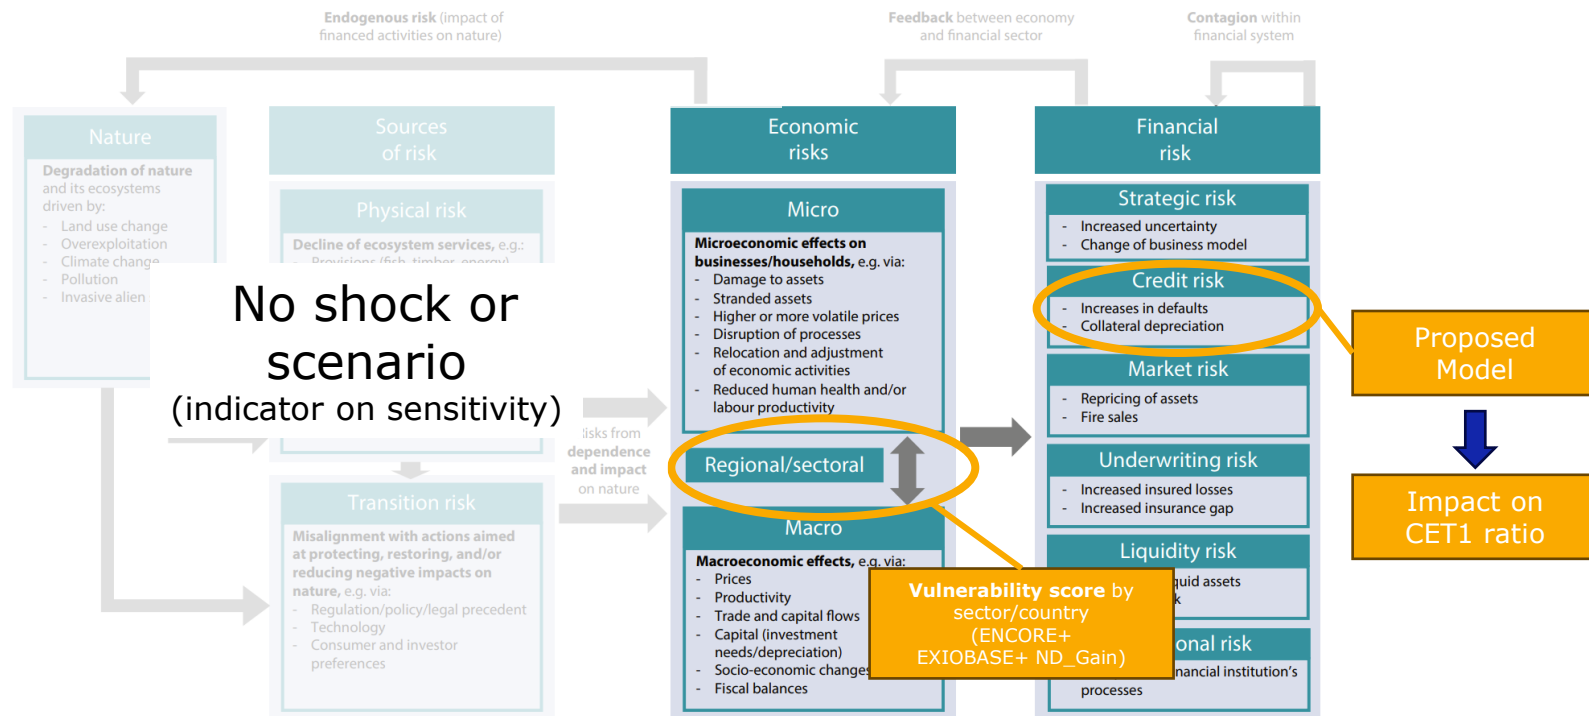 Endogenous risk (impact of
financed activities on nature)
Feedback between economy
and financial sector
Contagion within
financial system
Nature
Degradation of nature
and its ecosystems
driven by:
- Land use change
- Overexploitation
- Climate change
- Pollution
- Invasive alien
Sources
of risk
Physical risk
Decline of ecosystem services, e.g.:
- Provisions (fish, timber, energy)
No shock or
scenario
(indicator on sensitivity)
Transition risk
Misalignment with actions aimed
at protecting, restoring, and/or
reducing negative impacts on
nature, e.g. via:
- Regulation/policy/legal precedent
- Technology
- Consumer and investor
preferences
Risks from
dependence
and impact
on nature
Economic
risks
Micro
Microeconomic effects on
businesses/households, e.g. via:
- Damage to assets
- Stranded assets
- Higher or more volatile prices
- Disruption of processes
- Relocation and adjustment
of economic activities
- Reduced human health and/or
labour productivity
Regional/sectoral
Macro
Macroeconomic effects, e.g. via:
- Prices
- Productivity
- Trade and capital flows
- Capital (investment
needs/depreciation)
- Socio-economic changes
- Fiscal balances
Vulnerability score by
sector/country
(ENCORE+
EXIOBASE+ ND_Gain)
Financial
risk
Strategic risk
- Increased uncertainty
- Change of business model
Credit risk
- Increases in defaults
- Collateral depreciation
Market risk
- Repricing of assets
- Fire sales
Underwriting risk
- Increased insured losses
- Increased insurance gap
Liquidity risk
quid assets
k
onal risk
nancial institution's
processes
Proposed
Model
Impact on
CET1 ratio